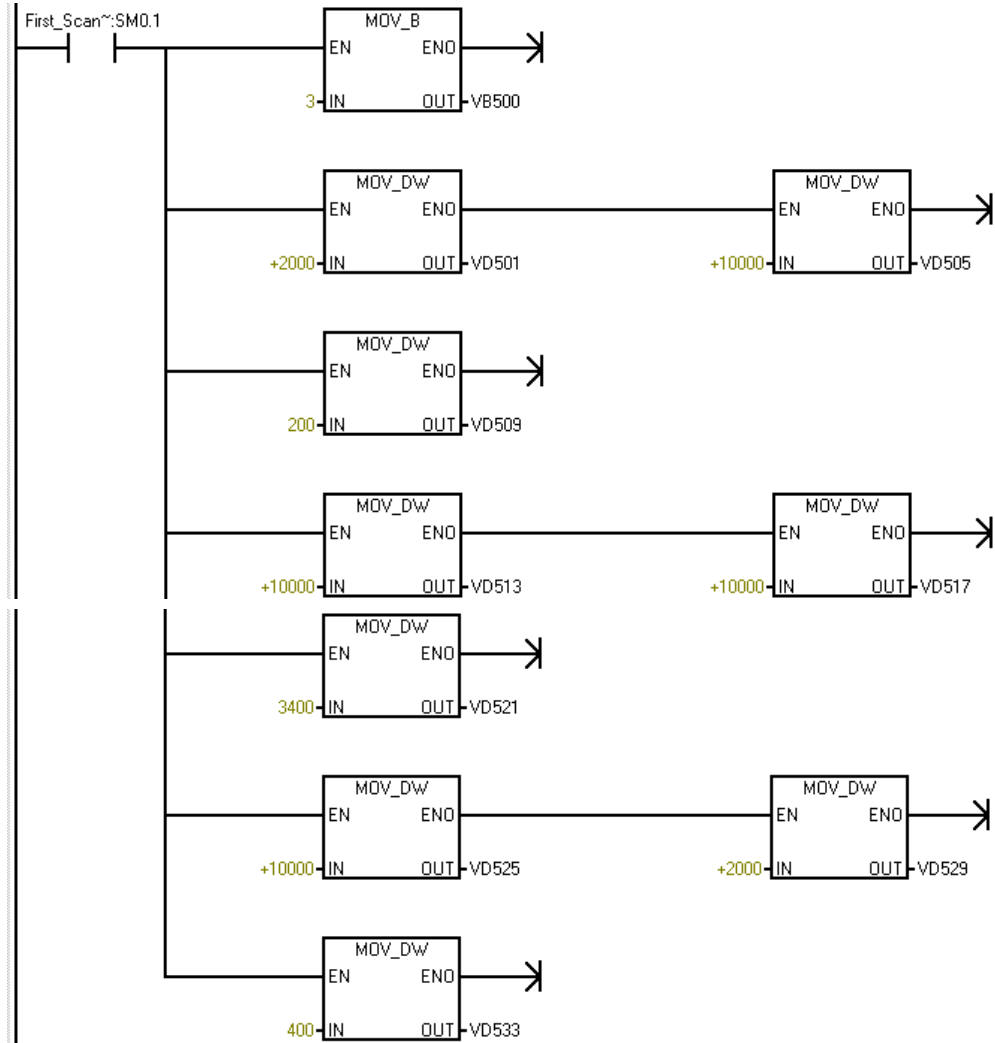 First_Scan~:SM0.1
MOV_B
EN ENO
3 IN OUT VB500
MOV_DW MOV_DW
EN ENO EN ENO
+2000 IN OUT VD501 +10000 IN OUT VD505
MOV_DW
EN ENO
200 IN OUT VD509
MOV_DW MOV_DW
EN ENO EN ENO
+10000 IN OUT VD513 +10000 IN OUT VD517
MOV_DW
EN ENO
3400 IN OUT VD521
MOV_DW MOV_DW
EN ENO EN ENO
+10000 IN OUT VD525 +2000 IN OUT VD529
MOV_DW
EN ENO
400 IN OUT VD533